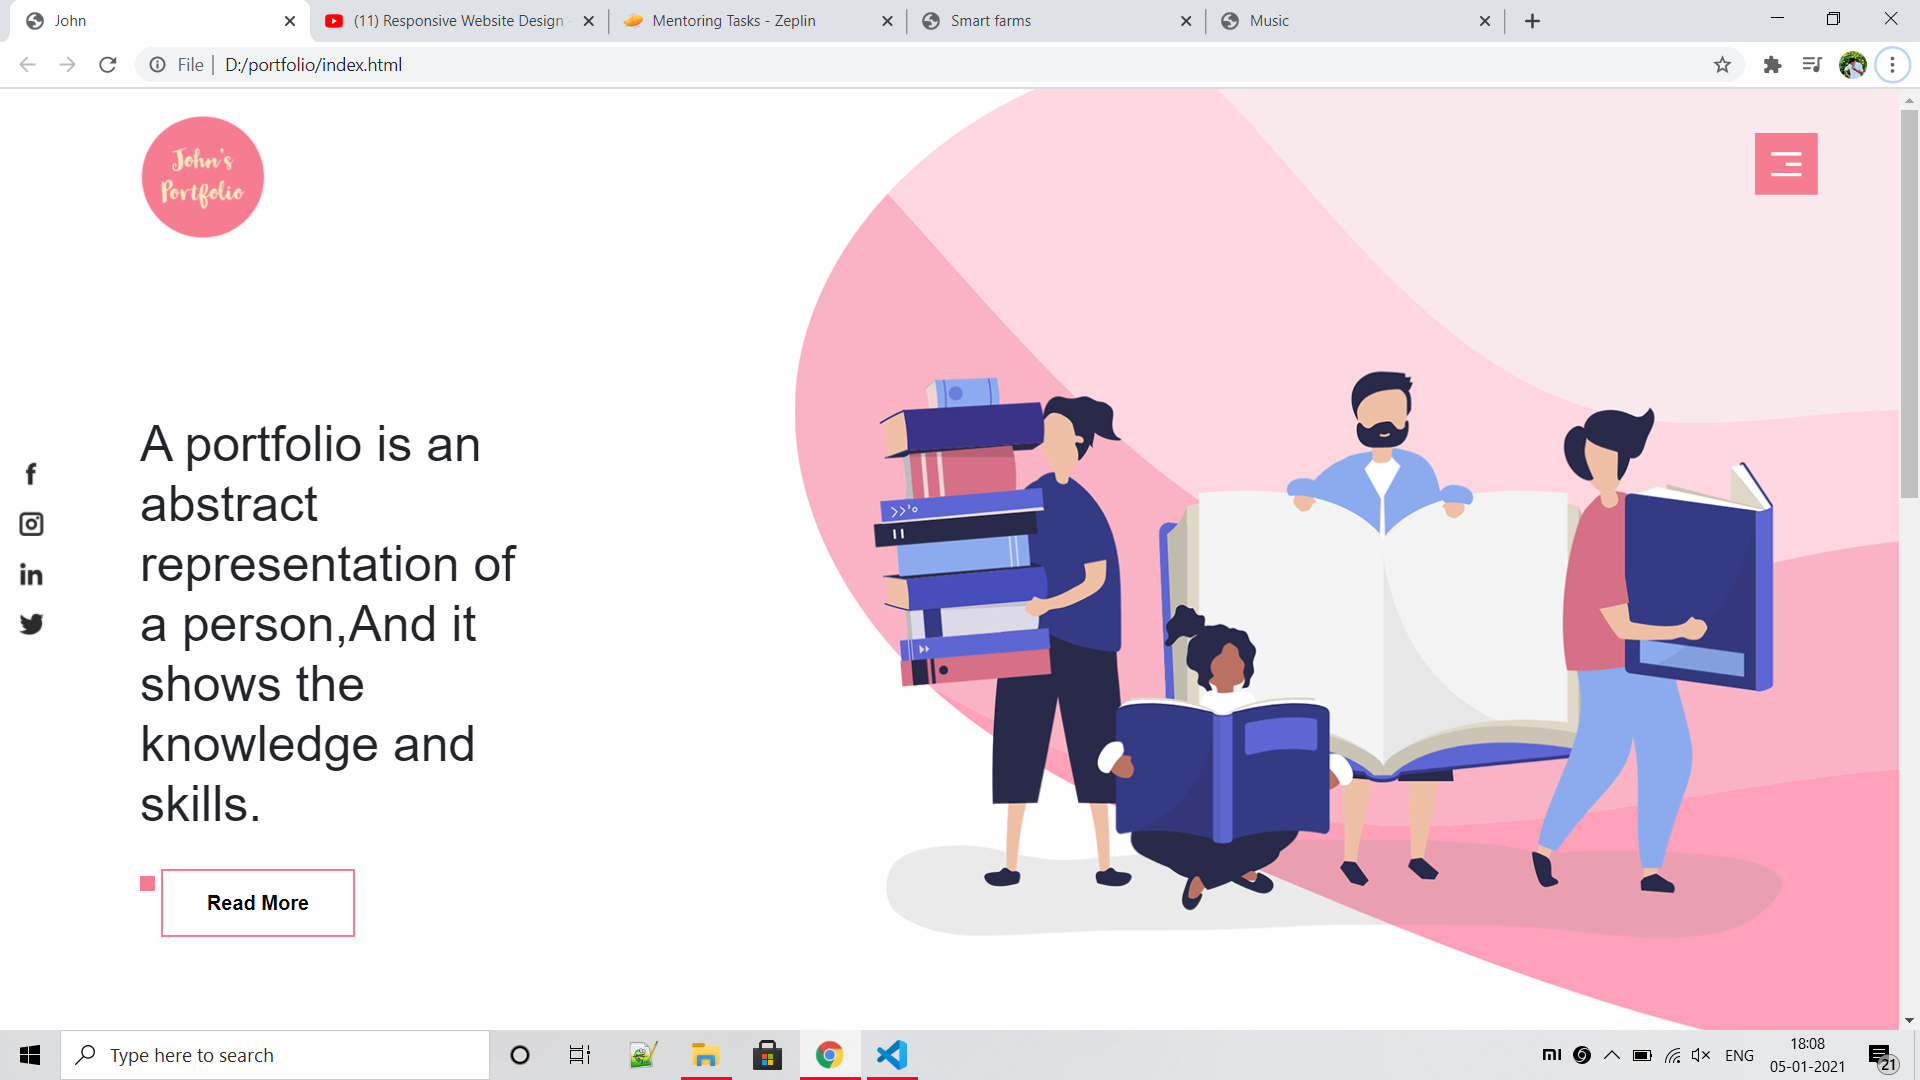 John
(11) Responsive Website Design
Mentoring Tasks - Zeplin
Smart farms
Music
File
D:/portfolio/index.html
John's
Portfolio
A portfolio is an
abstract
representation of
a person,And it
shows the
knowledge and
skills.
Read More
Type here to search
ENG
18:08
05-01-2021
21